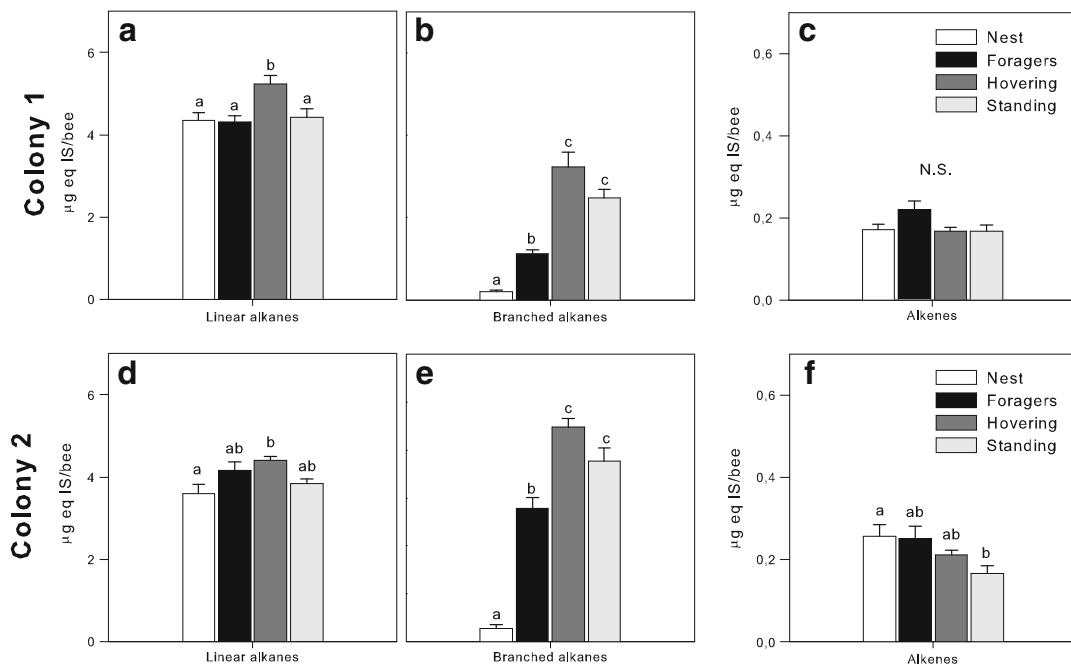 Colony 1
µg eq IS/bee
a
6
4
2
0
a
a
b
a
Linear alkanes
b
a
b
c
c
Branched alkanes
c
µg eq IS/bee
0,6
0,4
0,2
0,0
Nest
Foragers
Hovering
Standing
N.S.
Alkenes
Colony 2
µg eq IS/bee
d
6
4
2
0
a
ab
b
ab
Linear alkanes
e
a
b
c
c
Branched alkanes
f
µg eq IS/bee
0,6
0,4
0,2
0,0
Nest
Foragers
Hovering
Standing
a
ab
ab
b
Alkenes